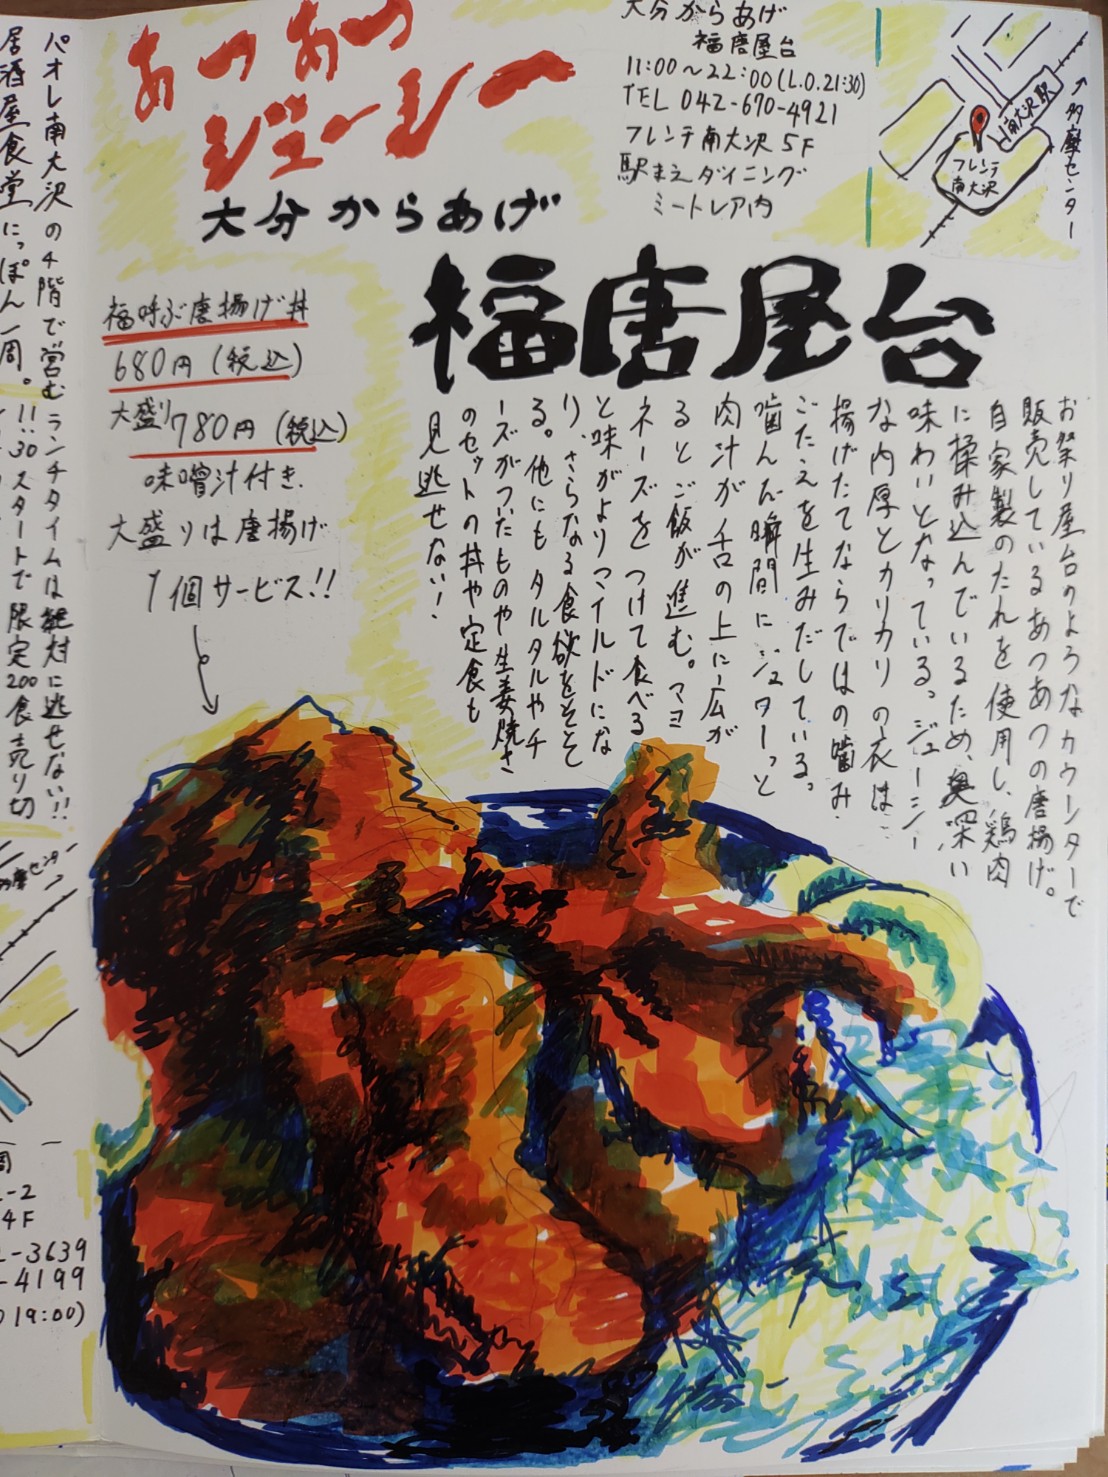 あつあつ
ジューシー
大分からあげ
福唐屋台
大分からあげ
福唐屋台
11:00～22:00(L.O.21:30)
TEL 042-670-4921
フレンテ南大沢 5F
駅まえダイニング
ミートレア内
南大沢駅
フレンテ
南大沢
多摩センター
福呼ぶ唐揚げ丼
680円(税込)
大盛り780円(税込)
味噌汁付き.
大盛りは唐揚げ
1個サービス!!
お祭り屋台のようなカウンターで
販売しているあつあつの唐揚げ。
自家製のたれを使用し、鶏肉
に揉み込んでいるため、奥深い
味わいとなっている。ジューシー
な内厚とカリカリの衣は
揚げたてならではの噛み
ごたえを生みだしている。
噛んだ瞬間にジュターっと
肉汁が舌の上に広が
るとご飯が進む。マヨ
ネーズをつけて食べる
と味がよりマイルドにな
り、さらなる食欲をそそ
る。他にもタルタルやチ
ーズがついたものや生姜焼き
のセットの丼や定食も
見逃せない！
パオレ南大沢の4階で営むランチタイムは絶対に逃せない!!
居酒屋食堂にっぽん一周。11:30スタートで限定200食売り切
多摩センター
周
-2
4F
-3639
-4199
19:00)